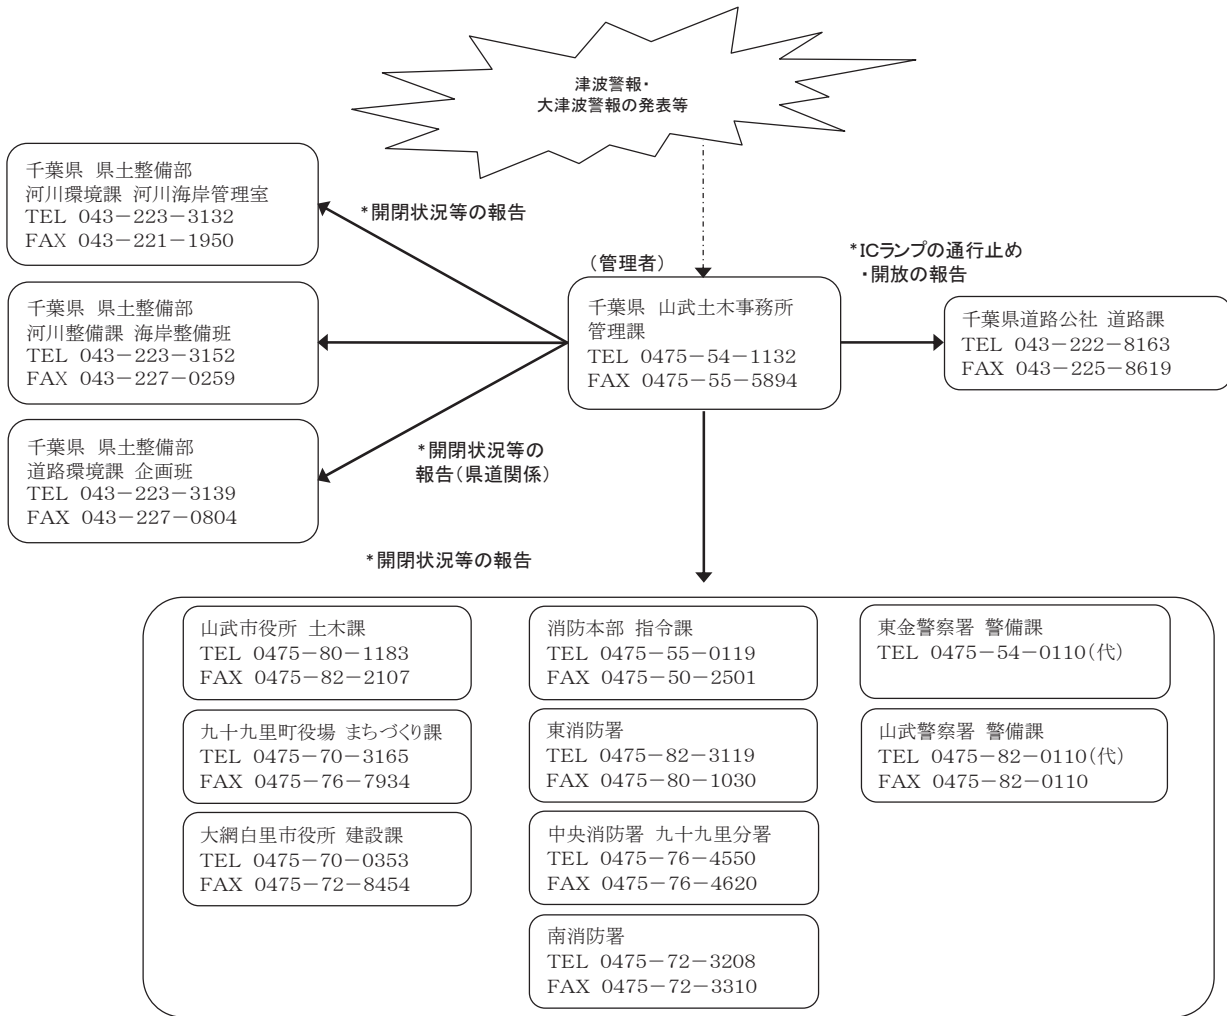 津波警報・
大津波警報の発表等
千葉県 県土整備部
河川環境課 河川海岸管理室
TEL 043-223-3132
FAX 043-221-1950
*開閉状況等の報告
千葉県 県土整備部
河川整備課 海岸整備班
TEL 043-223-3152
FAX 043-227-0259
千葉県 県土整備部
道路環境課 企画班
TEL 043-223-3139
FAX 043-227-0804
*開閉状況等の
報告(県道関係)
(管理者)
千葉県 山武土木事務所
管理課
TEL 0475-54-1132
FAX 0475-55-5894
*ICランプの通行止め
・開放の報告
千葉県道路公社 道路課
TEL 043-222-8163
FAX 043-225-8619
*開閉状況等の報告
山武市役所 土木課
TEL 0475-80-1183
FAX 0475-82-2107
九十九里町役場 まちづくり課
TEL 0475-70-3165
FAX 0475-76-7934
大網白里市役所 建設課
TEL 0475-70-0353
FAX 0475-72-8454
消防本部 指令課
TEL 0475-55-0119
FAX 0475-50-2501
東消防署
TEL 0475-82-3119
FAX 0475-80-1030
中央消防署 九十九里分署
TEL 0475-76-4550
FAX 0475-76-4620
南消防署
TEL 0475-72-3208
FAX 0475-72-3310
東金警察署 警備課
TEL 0475-54-0110(代)
山武警察署 警備課
TEL 0475-82-0110(代)
FAX 0475-82-0110